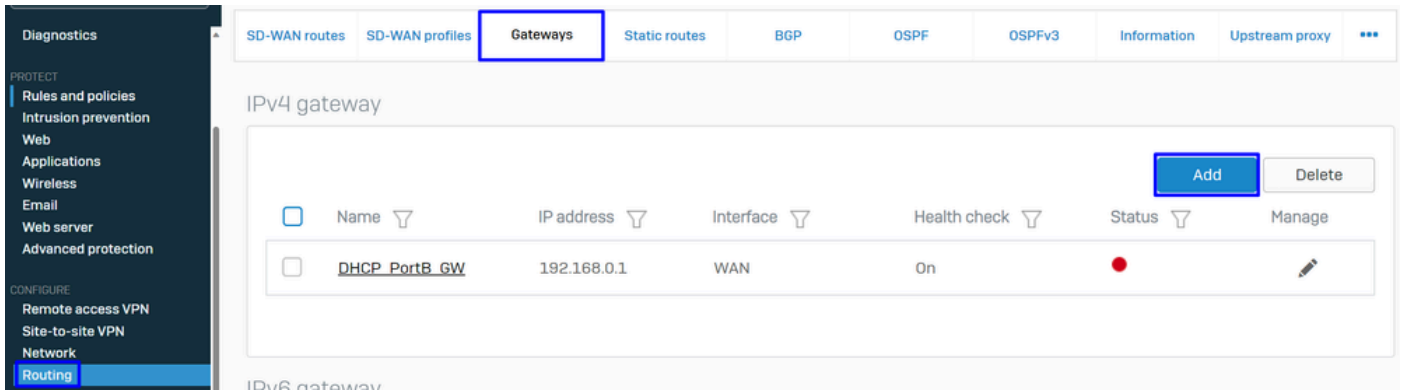 Diagnostics
PROTECT
Rules and policies
Intrusion prevention
Web
Applications
Wireless
Email
Web server
Advanced protection
CONFIGURE
Remote access VPN
Site-to-site VPN
Network
Routing
SD-WAN routes SD-WAN profiles Gateways Static routes BGP OSPF OSPFv3 Information Upstream proxy
IPv4 gateway
Add Delete
Name IP address Interface Health check Status Manage
DHCP_PortB_GW 192.168.0.1 WAN On
IPv6 gateway